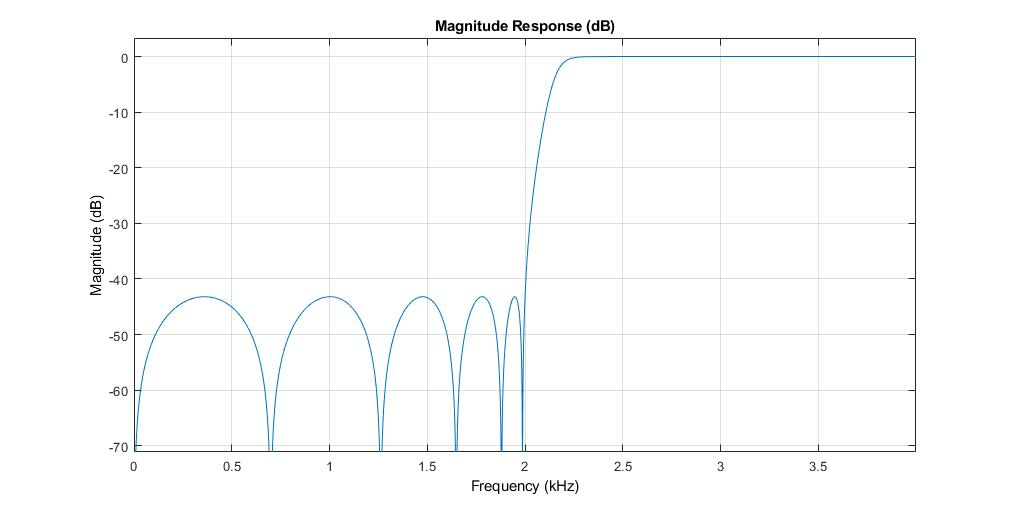 Magnitude Response (dB)
0
-10
-20
-30
-40
-50
-60
-70
Magnitude (dB)
0 0.5 1 1.5 2 2.5 3 3.5
Frequency (kHz)